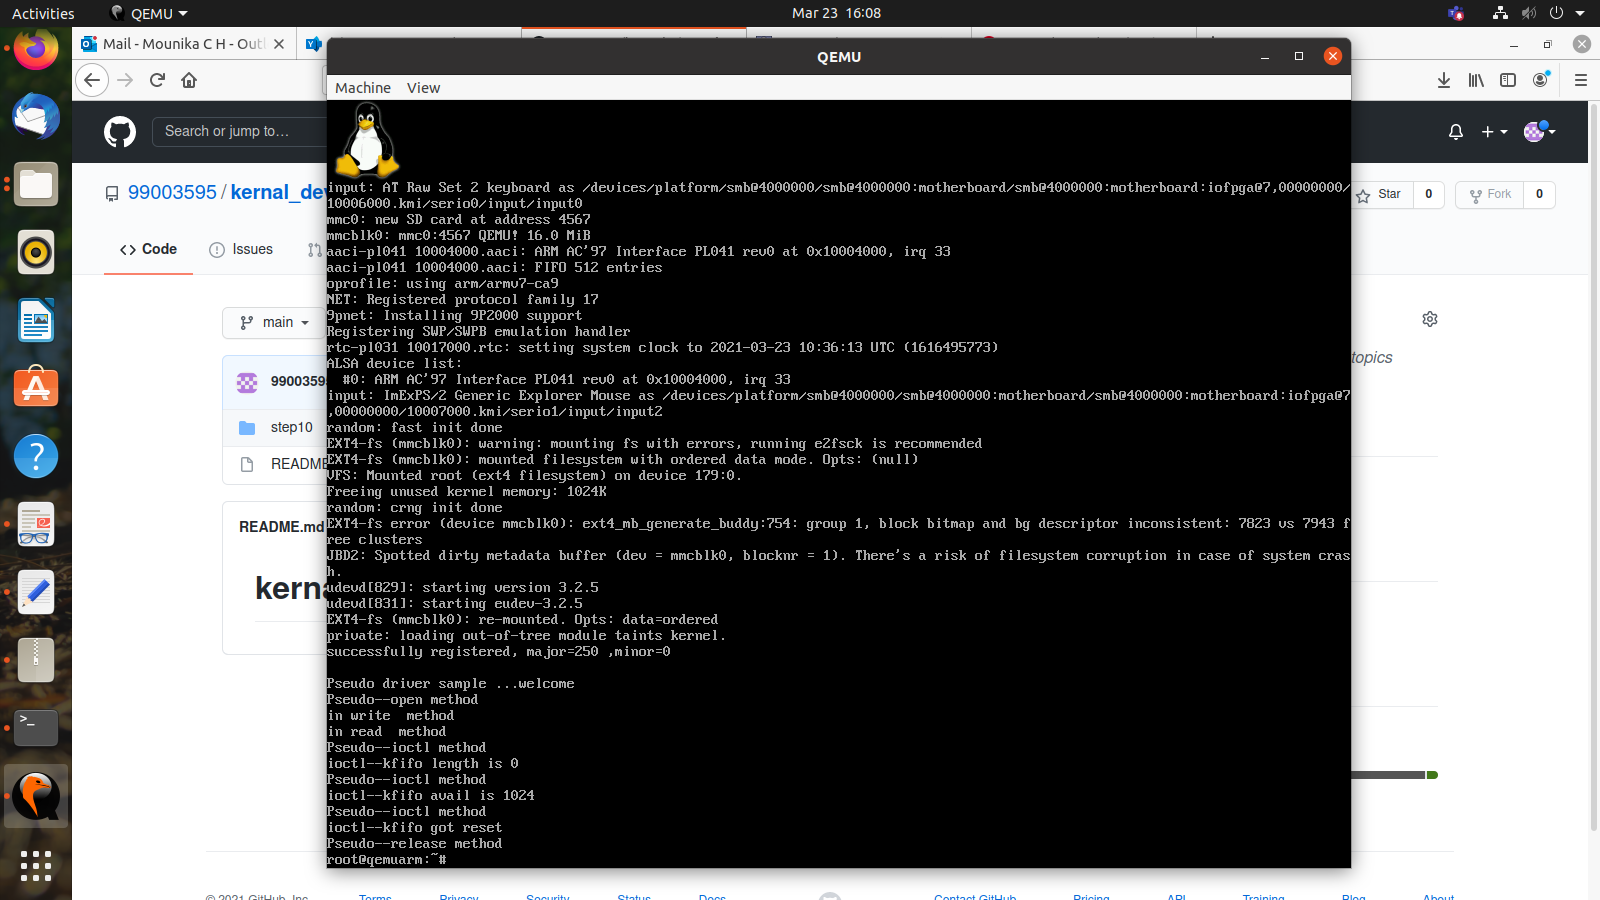 Activities
QEMU
Mar 23 16:08
Mail - Mounika C H - Outl
QEMU
Machine View
Search or jump to…
99003595 / kernal_dev
Star 0
Fork 0
Code
Issues
main
topics
9900359
step10
README
README.md
kerna
input: AT Raw Set 2 keyboard as /devices/platform/smb@4000000/smb@4000000:motherboard/smb@4000000:motherboard:iofpga@7,00000000/
10006000.kmi/serio0/input/input0
mmc0: new SD card at address 4567
mmcblk0: mmc0:4567 QEMU! 16.0 MiB
aaci-pl041 10004000.aaci: ARM AC'97 Interface PL041 rev0 at 0x10004000, irq 33
aaci-pl041 10004000.aaci: FIFO 512 entries
oprofile: using arm/armv7-ca9
NET: Registered protocol family 17
9pnet: Installing 9P2000 support
Registering SWP/SWPB emulation handler
rtc-pl031 10017000.rtc: setting system clock to 2021-03-23 10:36:13 UTC (1616495773)
ALSA device list:
#0: ARM AC'97 Interface PL041 rev0 at 0x10004000, irq 33
input: ImExPS/2 Generic Explorer Mouse as /devices/platform/smb@4000000/smb@4000000:motherboard/smb@4000000:motherboard:iofpga@7
,00000000/10007000.kmi/serio1/input/input2
random: fast init done
EXT4-fs (mmcblk0): warning: mounting fs with errors, running e2fsck is recommended
EXT4-fs (mmcblk0): mounted filesystem with ordered data mode. Opts: (null)
VFS: Mounted root (ext4 filesystem) on device 179:0.
Freeing unused kernel memory: 1024K
random: crng init done
EXT4-fs error (device mmcblk0): ext4_mb_generate_buddy:754: group 1, block bitmap and bg descriptor inconsistent: 7823 vs 7943 f
ree clusters
JBD2: Spotted dirty metadata buffer (dev = mmcblk0, blocknr = 1). There's a risk of filesystem corruption in case of system cras
h.
udevd[829]: starting version 3.2.5
udevd[831]: starting eudev-3.2.5
EXT4-fs (mmcblk0): re-mounted. Opts: data=ordered
private: loading out-of-tree module taints kernel.
successfully registered, major=250 ,minor=0
Pseudo driver sample ...welcome
Pseudo--open method
in write  method
in read  method
Pseudo--ioctl method
ioctl--kfifo length is 0
Pseudo--ioctl method
ioctl--kfifo avail is 1024
Pseudo--ioctl method
ioctl--kfifo got reset
Pseudo--release method
root@qemuarm:~#
© 2021 GitHub, Inc. Terms Privacy Security Status Docs Contact GitHub Pricing API Training Blog About